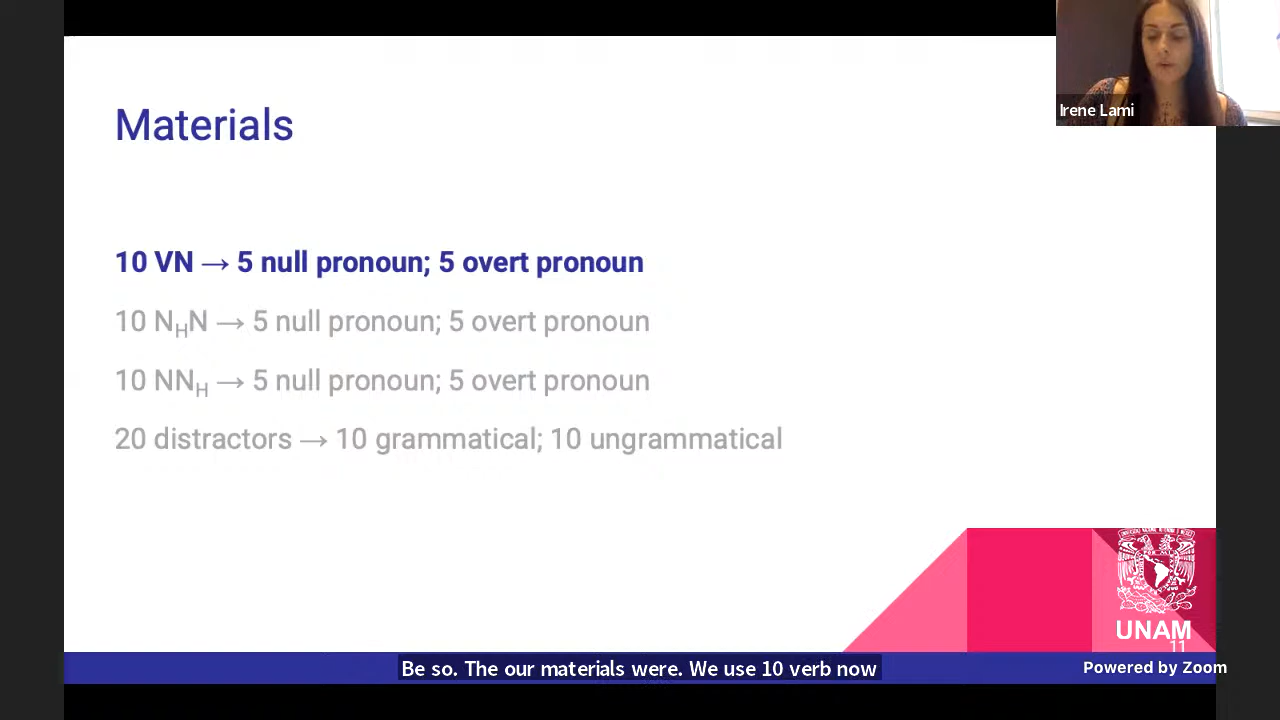 Irene Lami
Materials
10 VN → 5 null pronoun; 5 overt pronoun
10 N_HN → 5 null pronoun; 5 overt pronoun
10 NN_H → 5 null pronoun; 5 overt pronoun
20 distractors → 10 grammatical; 10 ungrammatical
UNAM
11
Be so. The our materials were. We use 10 verb now
Powered by Zoom